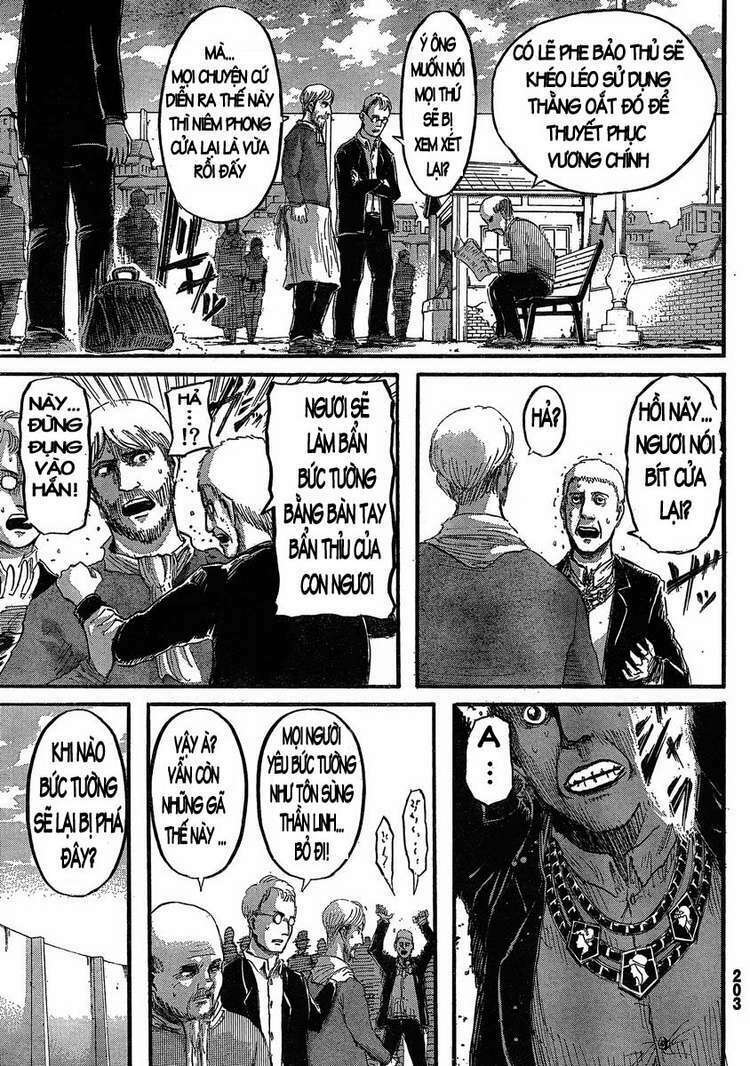 CÓ LẼ PHE BẢO THỦ SẼ
KHÉO LÉO SỬ DỤNG
THẰNG OẮT ĐÓ ĐỂ
THUYẾT PHỤC
VƯƠNG CHÍNH
Ý ÔNG
MUỐN NÓI
MỌI THỨ
SẼ BỊ
XEM XÉT
LẠI?
MÀ...
MỌI CHUYỆN CỨ
DIỄN RA THẾ NÀY
THÌ NIÊM PHONG
CỬA LẠI LÀ VỪA
RỒI ĐẤY
HỒI NÃY...
NGƯƠI NÓI
BÍT CỬA
LẠI?
HẢ?
NGƯƠI SẼ
LÀM BẨN
BỨC TƯỜNG
BẰNG BÀN TAY
BẨN THỈU CỦA
CON NGƯƠI
HẢ
...!?
NÀY...
ĐỪNG
ĐỤNG
VÀO
HẮN!
A...
MỌI NGƯỜI
YÊU BỨC TƯỜNG
NHƯ TÔN SÙNG
THẦN LINH...
BỎ ĐI!
VẬY À?
VẪN CÒN
NHỮNG GÃ
THẾ NÀY ...
KHI NÀO
BỨC TƯỜNG
SẼ LẠI BỊ PHÁ
ĐÂY?
203